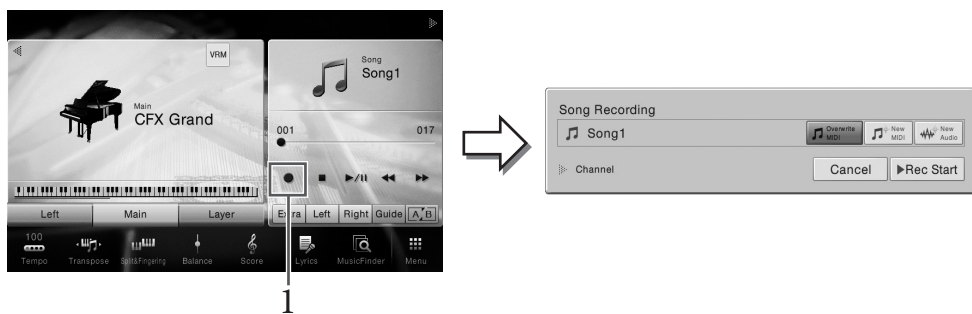 VRM
Main
CFX Grand
Song
Song1
001 017
Left Main Layer
Extra Left Right Guide A B
100
Tempo Transpose Split&Fingering Balance Score Lyrics MusicFinder Menu
1
Song Recording
Song1
Overwrite MIDI
New MIDI
New Audio
Channel
Cancel
Rec Start